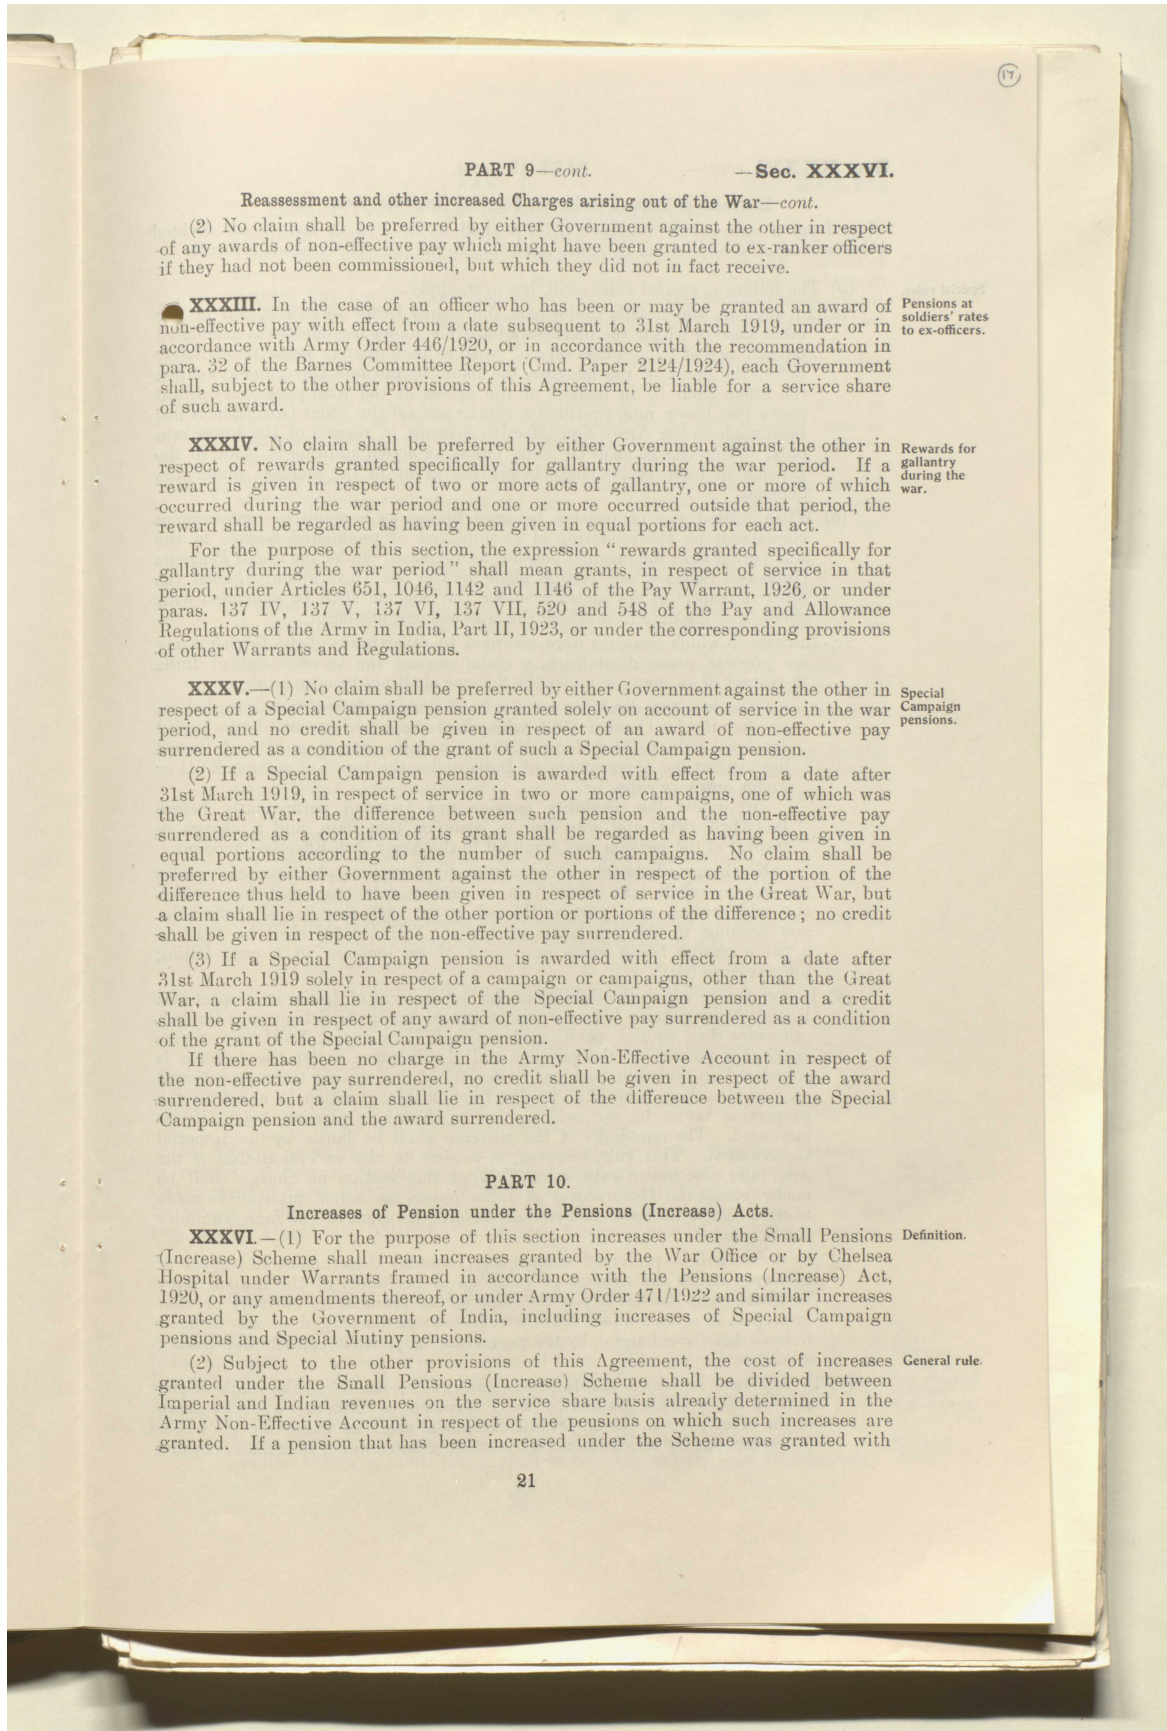 17
PART 9—cont.
—Sec. XXXVI.
Reassessment and other increased Charges arising out of the War—cont.
(2) No claim shall be preferred by either Government against the other in respect
of any awards of non-effective pay which might have been granted to ex-ranker officers
if they had not been commissioned, but which they did not in fact receive.
XXXIII. In the case of an officer who has been or may be granted an award of
non-effective pay with effect from a date subsequent to 31st March 1919, under or in
accordance with Army Order 446/1920, or in accordance with the recommendation in
para. 32 of the Barnes Committee Report (Cmd. Paper 2124/1924), each Government
shall, subject to the other provisions of this Agreement, be liable for a service share
of such award.
Pensions at
soldiers' rates
to ex-officers.
XXXIV. No claim shall be preferred by either Government against the other in
respect of rewards granted specifically for gallantry during the war period. If a
reward is given in respect of two or more acts of gallantry, one or more of which
occurred during the war period and one or more occurred outside that period, the
reward shall be regarded as having been given in equal portions for each act.
Rewards for
gallantry
during the
war.
For the purpose of this section, the expression “rewards granted specifically for
gallantry during the war period” shall mean grants, in respect of service in that
period, under Articles 651, 1046, 1142 and 1146 of the Pay Warrant, 1926, or under
paras. 137 IV, 137 V, 137 VI, 137 VII, 520 and 548 of the Pay and Allowance
Regulations of the Army in India, Part II, 1923, or under the corresponding provisions
of other Warrants and Regulations.
XXXV.—(1) No claim shall be preferred by either Government against the other in
respect of a Special Campaign pension granted solely on account of service in the war
period, and no credit shall be given in respect of an award of non-effective pay
surrendered as a condition of the grant of such a Special Campaign pension.
Special
Campaign
pensions.
(2) If a Special Campaign pension is awarded with effect from a date after
31st March 1919, in respect of service in two or more campaigns, one of which was
the Great War, the difference between such pension and the non-effective pay
surrendered as a condition of its grant shall be regarded as having been given in
equal portions according to the number of such campaigns. No claim shall be
preferred by either Government against the other in respect of the portion of the
difference thus held to have been given in respect of service in the Great War, but
a claim shall lie in respect of the other portion or portions of the difference; no credit
shall be given in respect of the non-effective pay surrendered.
(3) If a Special Campaign pension is awarded with effect from a date after
31st March 1919 solely in respect of a campaign or campaigns, other than the Great
War, a claim shall lie in respect of the Special Campaign pension and a credit
shall be given in respect of any award of non-effective pay surrendered as a condition
of the grant of the Special Campaign pension.
If there has been no charge in the Army Non-Effective Account in respect of
the non-effective pay surrendered, no credit shall be given in respect of the award
surrendered, but a claim shall lie in respect of the difference between the Special
Campaign pension and the award surrendered.
PART 10.
Increases of Pension under the Pensions (Increase) Acts.
XXXVI.—(1) For the purpose of this section increases under the Small Pensions
(Increase) Scheme shall mean increases granted by the War Office or by Chelsea
Hospital under Warrants framed in accordance with the Pensions (Increase) Act,
1920, or any amendments thereof, or under Army Order 471/1922 and similar increases
granted by the Government of India, including increases of Special Campaign
pensions and Special Mutiny pensions.
Definition.
(2) Subject to the other provisions of this Agreement, the cost of increases
granted under the Small Pensions (Increase) Scheme shall be divided between
Imperial and Indian revenues on the service share basis already determined in the
Army Non-Effective Account in respect of the pensions on which such increases are
granted. If a pension that has been increased under the Scheme was granted with
General rule.
21